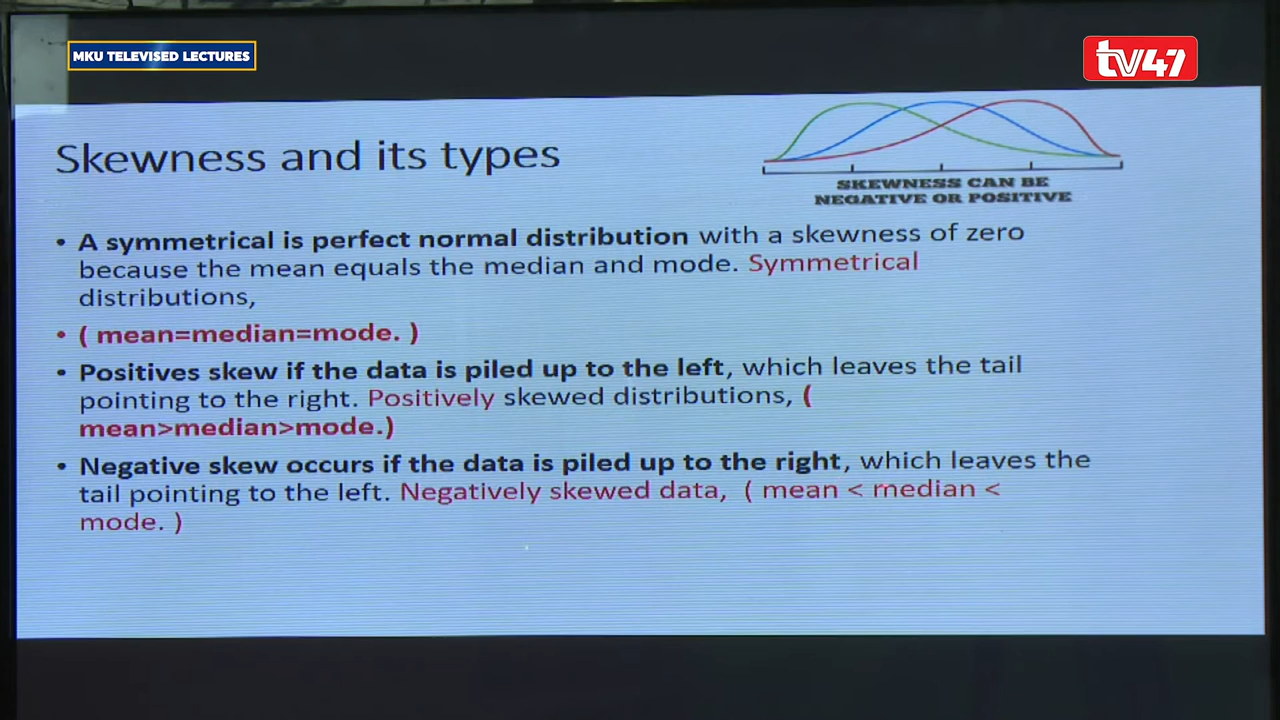 MKU TELEVISED LECTURES
tv47
Skewness and its types
SKEWNESS CAN BE
NEGATIVE OR POSITIVE
• A symmetrical is perfect normal distribution with a skewness of zero
because the mean equals the median and mode. Symmetrical
distributions,
• ( mean=median=mode. )
• Positives skew if the data is piled up to the left, which leaves the tail
pointing to the right. Positively skewed distributions, (
mean>median>mode.)
• Negative skew occurs if the data is piled up to the right, which leaves the
tail pointing to the left. Negatively skewed data, ( mean < median <
mode. )